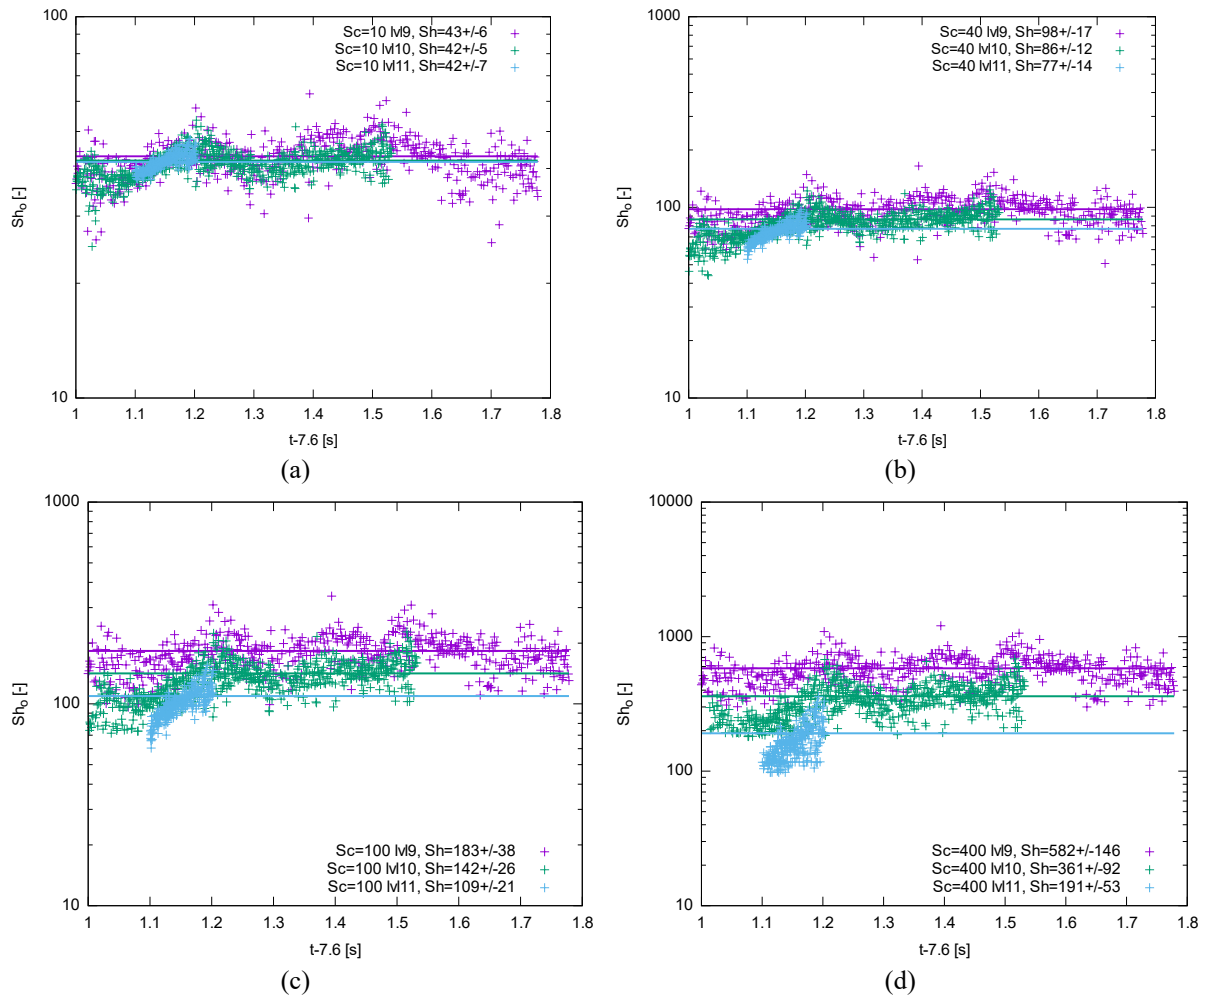 100
10
Sh₀ [-]
Sc=10 lvl9, Sh=43+/-6
Sc=10 lvl10, Sh=42+/-5
Sc=10 lvl11, Sh=42+/-7
1 1.1 1.2 1.3 1.4 1.5 1.6 1.7 1.8
t-7.6 [s]
(a)
1000
100
10
Sh₀ [-]
Sc=40 lvl9, Sh=98+/-17
Sc=40 lvl10, Sh=86+/-12
Sc=40 lvl11, Sh=77+/-14
1 1.1 1.2 1.3 1.4 1.5 1.6 1.7 1.8
t-7.6 [s]
(b)
1000
100
10
Sh₀ [-]
Sc=100 lvl9, Sh=183+/-38
Sc=100 lvl10, Sh=142+/-26
Sc=100 lvl11, Sh=109+/-21
1 1.1 1.2 1.3 1.4 1.5 1.6 1.7 1.8
t-7.6 [s]
(c)
10000
1000
100
10
Sh₀ [-]
Sc=400 lvl9, Sh=582+/-146
Sc=400 lvl10, Sh=361+/-92
Sc=400 lvl11, Sh=191+/-53
1 1.1 1.2 1.3 1.4 1.5 1.6 1.7 1.8
t-7.6 [s]
(d)